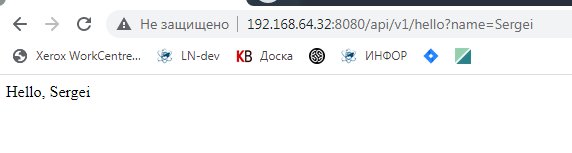 Не защищено 192.168.64.32:8080/api/v1/hello?name=Sergei
Xerox WorkCentre... LN-dev КВ Доска ИНФОР
Hello, Sergei